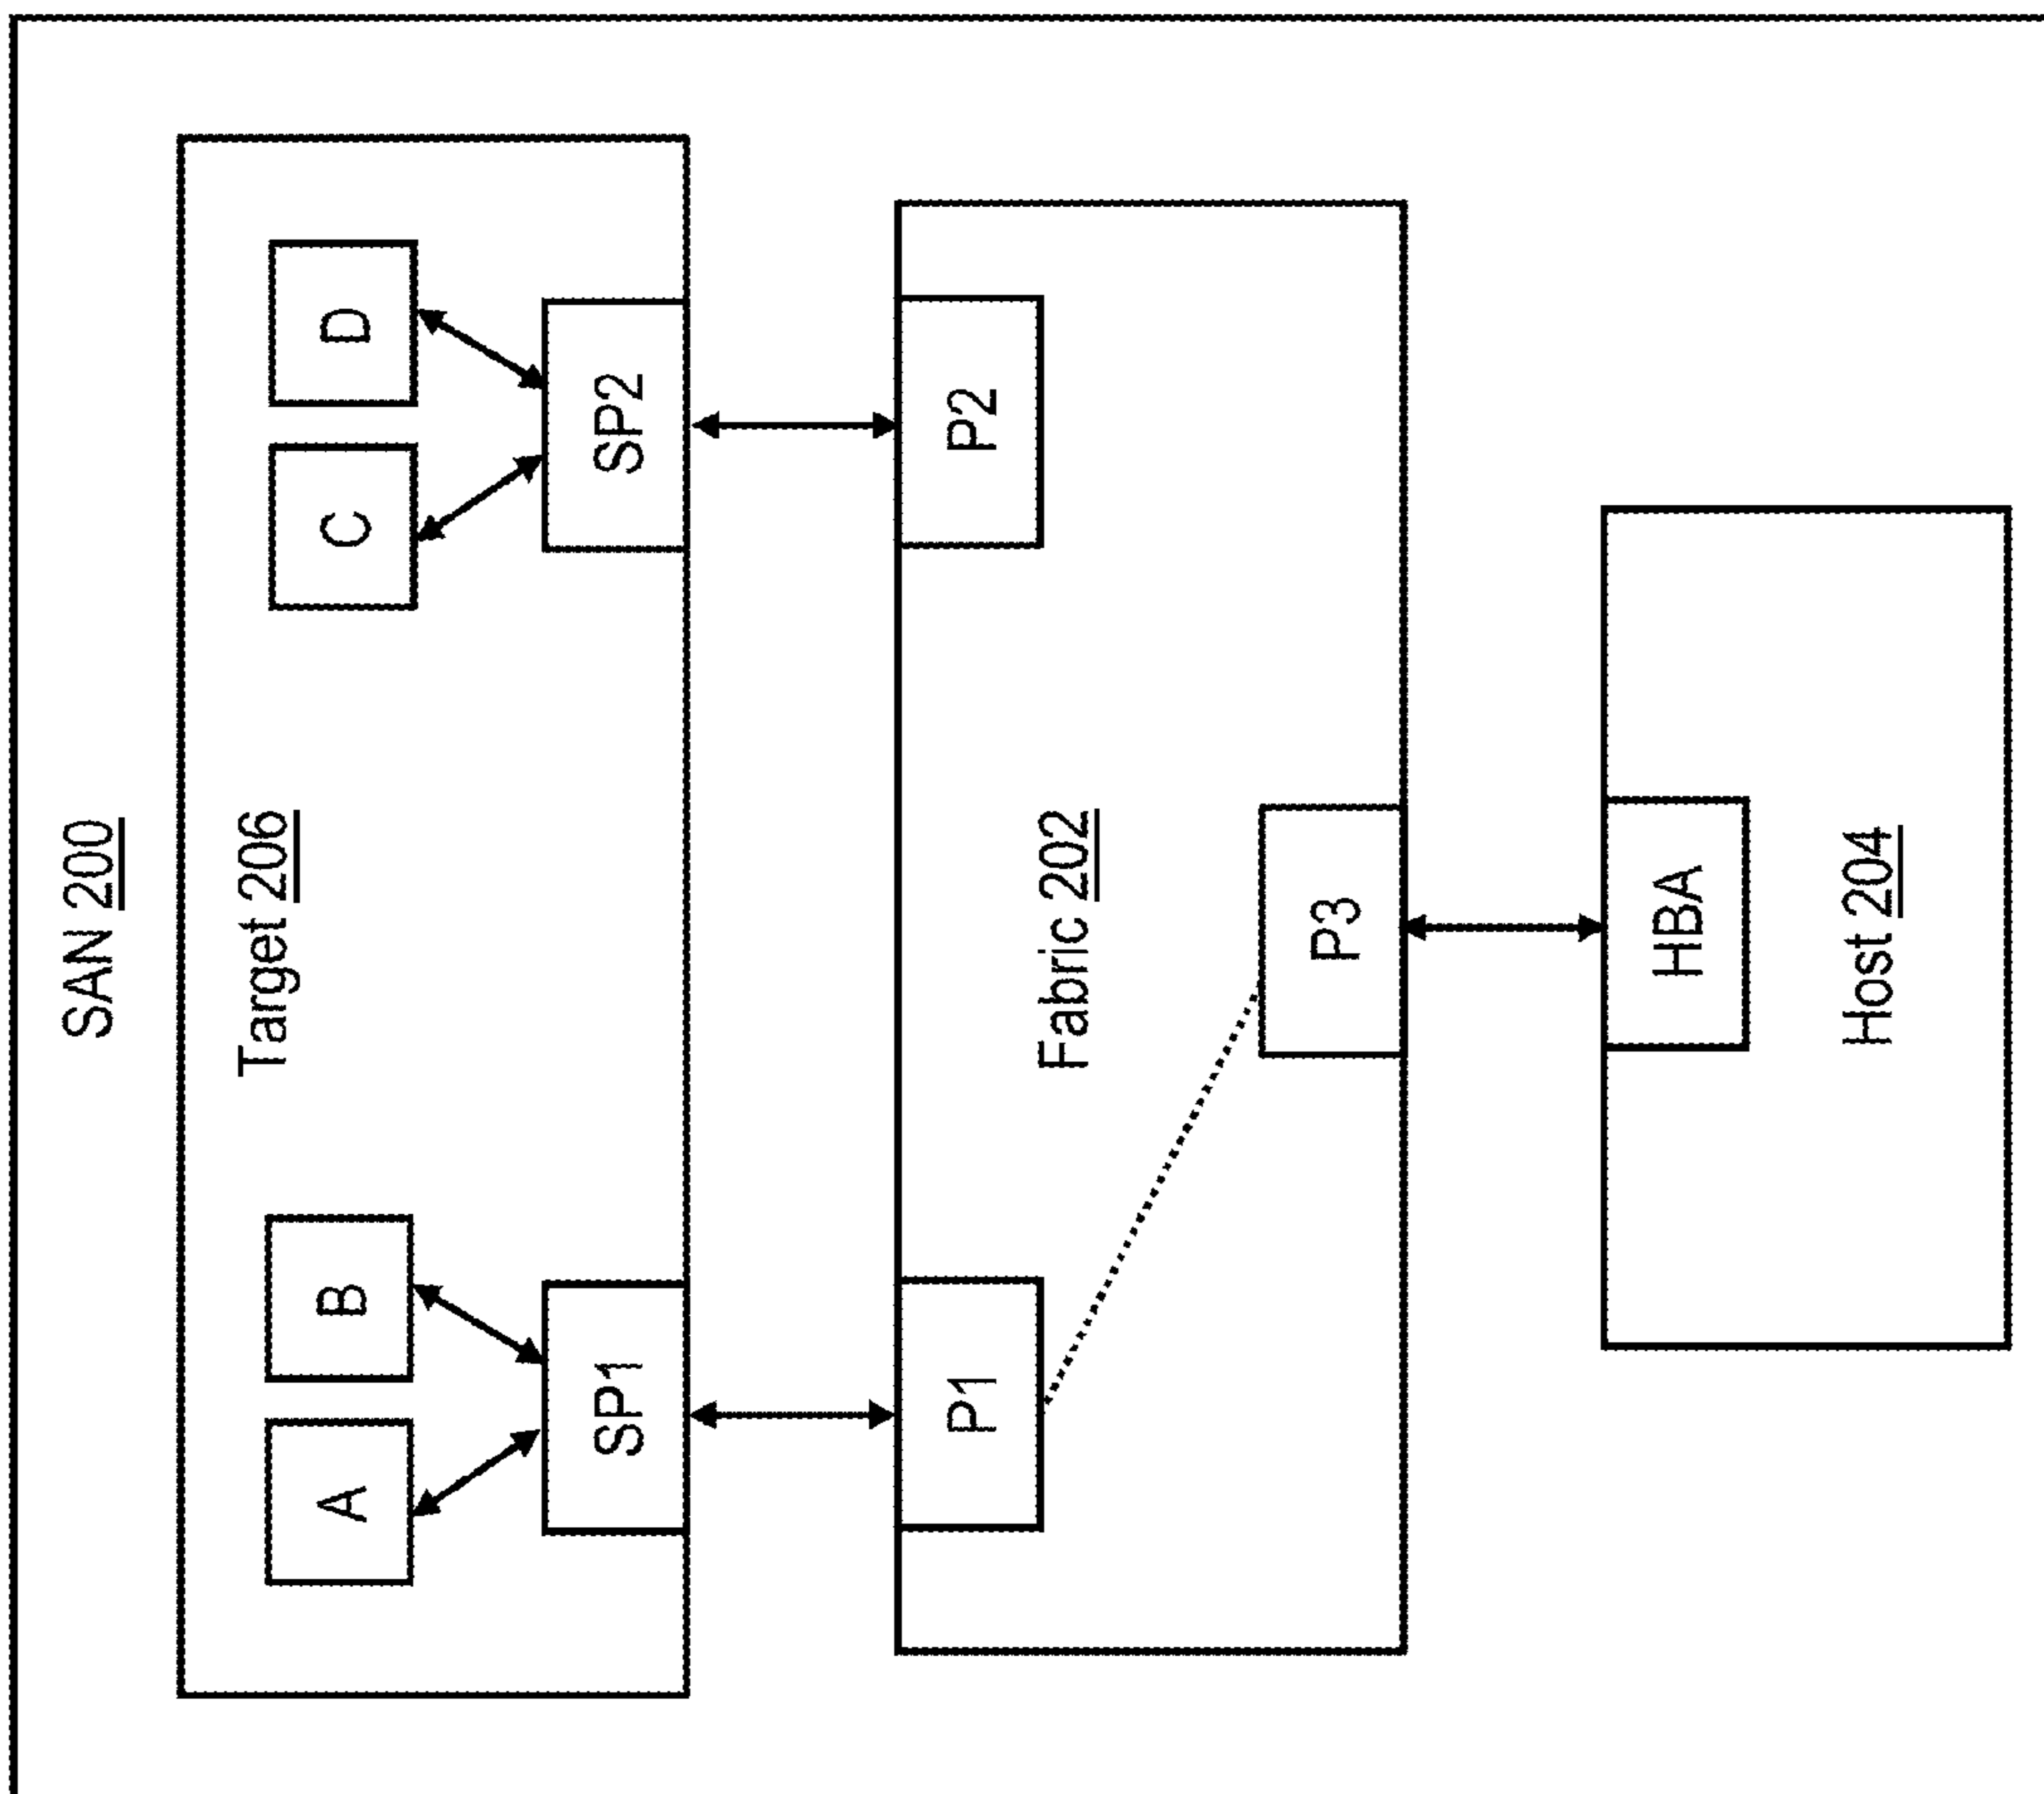 SAN 200
Target 206
A
B
C
D
SP1
SP2
P1
P2
Fabric 202
P3
HBA
Host 204